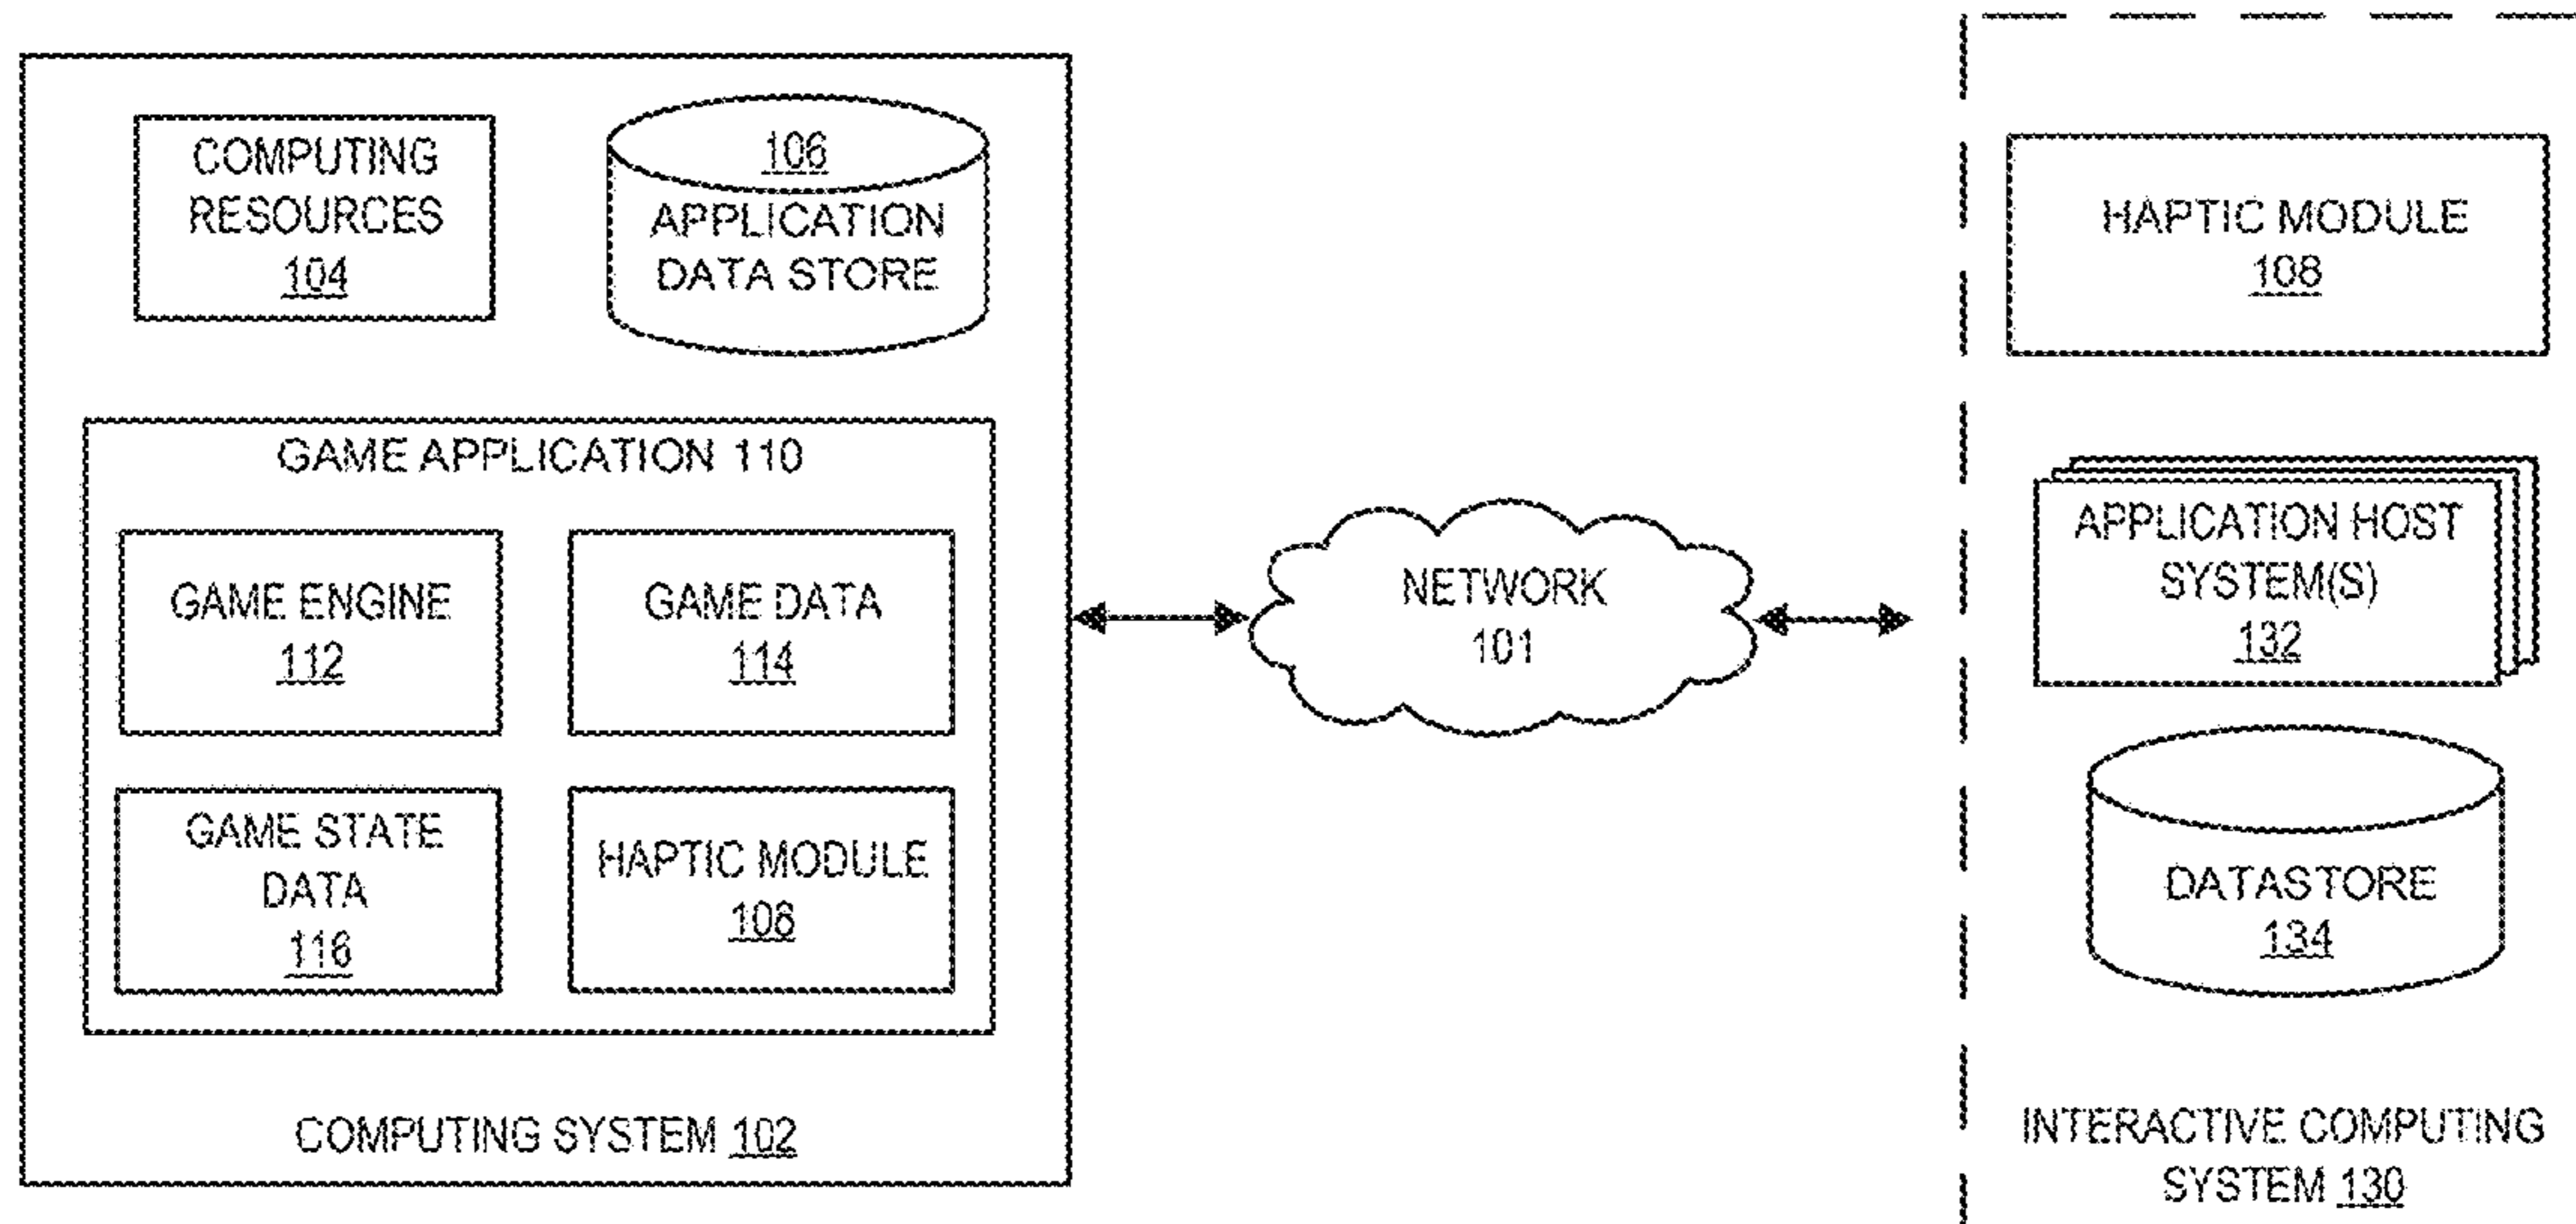 COMPUTING
RESOURCES
104
106
APPLICATION
DATA STORE
GAME APPLICATION 110
GAME ENGINE
112
GAME DATA
114
GAME STATE
DATA
116
HAPTIC MODULE
108
COMPUTING SYSTEM 102
NETWORK
101
HAPTIC MODULE
108
APPLICATION HOST
SYSTEM(S)
132
DATASTORE
134
INTERACTIVE COMPUTING
SYSTEM 130